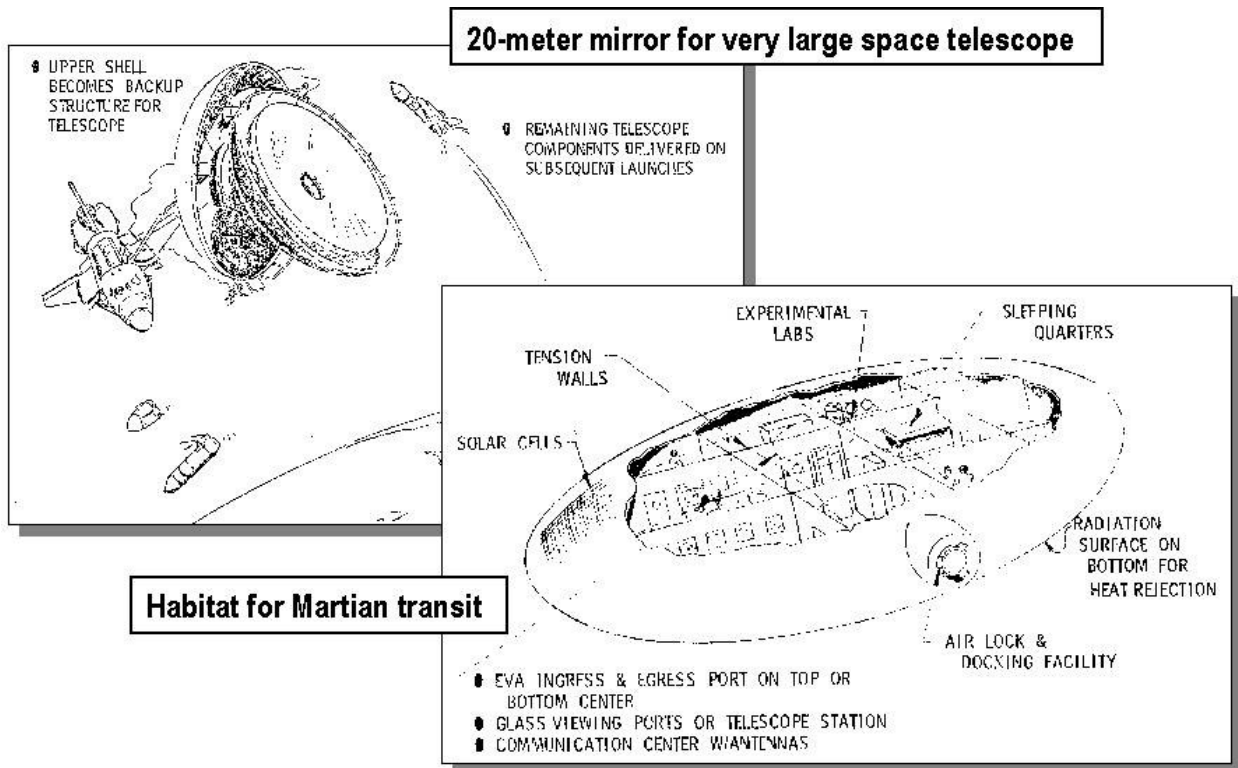 20-meter mirror for very large space telescope
UPPER SHELL
BECOMES BACKUP
STRUCTURE FOR
TELESCOPE
REMAINING TELESCOPE
COMPONENTS DELIVERED ON
SUBSEQUENT LAUNCHES
EXPERIMENTAL
LABS
SLEEPING
QUARTERS
TENSION
WALLS
SOLAR CELLS
RADIATION
SURFACE ON
BOTTOM FOR
HEAT REJECTION
Habitat for Martian transit
AIR LOCK &
DOCKING FACILITY
EVA INGRESS & EGRESS PORT ON TOP OR
BOTTOM CENTER
GLASS VIEWING PORTS OR TELESCOPE STATION
COMMUNICATION CENTER W/ANTENNAS